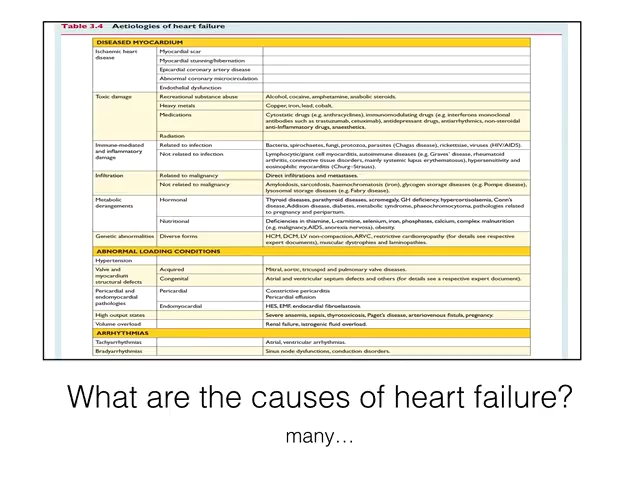 Table 3.4 Aetiologies of heart failure
DISEASED MYOCARDIUM
Ischaemic heart disease Myocardial scar
Myocardial stunning/hibernation
Epicardial coronary artery disease
Abnormal coronary microcirculation
Endothelial dysfunction
Toxic damage Recreational substance abuse Alcohol, cocaine, amphetamine, anabolic steroids.
Heavy metals Copper, iron, lead, cobalt.
Medications Cytostatic drugs (e.g. anthracyclines), immunomodulating drugs (e.g. interferons monoclonal
antibodies such as trastuzumab, cetuximab), antidepressant drugs, antiarrhythmics, non-steroidal
anti-Inflammatory drugs, anaesthetics.
Radiation
Immune-mediated and inflammatory damage Related to infection Bacteria, spirochaetes, fungi, protozoa, parasites (Chagas disease), rickettsiae, viruses (HIV/AIDS).
Not related to infection Lymphocytic/giant cell myocarditis, autoimmune diseases (e.g. Graves' disease, rheumatoid
arthritis, connective tissue disorders, mainly systemic lupus erythematosus), hypersensitivity and
eosinophilic myocarditis (Churg–Strauss).
Infiltration Related to malignancy Direct infiltrations and metastases.
Not related to malignancy Amyloidosis, sarcoidosis, haemochromatosis (iron), glycogen storage diseases (e.g. Pompe disease),
lysosomal storage diseases (e.g. Fabry disease).
Metabolic derangements Hormonal Thyroid diseases, parathyroid diseases, acromegaly, GH deficiency, hypercortisolaemia, Conn's
disease, Addison disease, diabetes, metabolic syndrome, phaeochromocytoma, pathologies related
to pregnancy and peripartum.
Nutritional Deficiencies in thiamine, L-carnitine, selenium, iron, phosphates, calcium, complex malnutrition
(e.g. malignancy, AIDS, anorexia nervosa), obesity.
Genetic abnormalities Diverse forms HCM, DCM, LV non-compaction, ARVC, restrictive cardiomyopathy (for details see respective
expert documents), muscular dystrophies and laminopathies.
ABNORMAL LOADING CONDITIONS
Hypertension
Valve and myocardium structural defects Acquired Mitral, aortic, tricuspid and pulmonary valve diseases.
Congenital Atrial and ventricular septum defects and others (for details see a respective expert document).
Pericardial and endomyocardial pathologies Pericardial Constrictive pericarditis
Pericardial effusion
Endomyocardial HES, EMF, endocardial fibroelastosis.
High output states Severe anaemia, sepsis, thyrotoxicosis, Paget's disease, arteriovenous fistula, pregnancy.
Volume overload Renal failure, iatrogenic fluid overload.
ARRHYTHMIAS
Tachyarrhythmias Atrial, ventricular arrhythmias.
Bradyarrhythmias Sinus node dysfunctions, conduction disorders.
What are the causes of heart failure?
many…